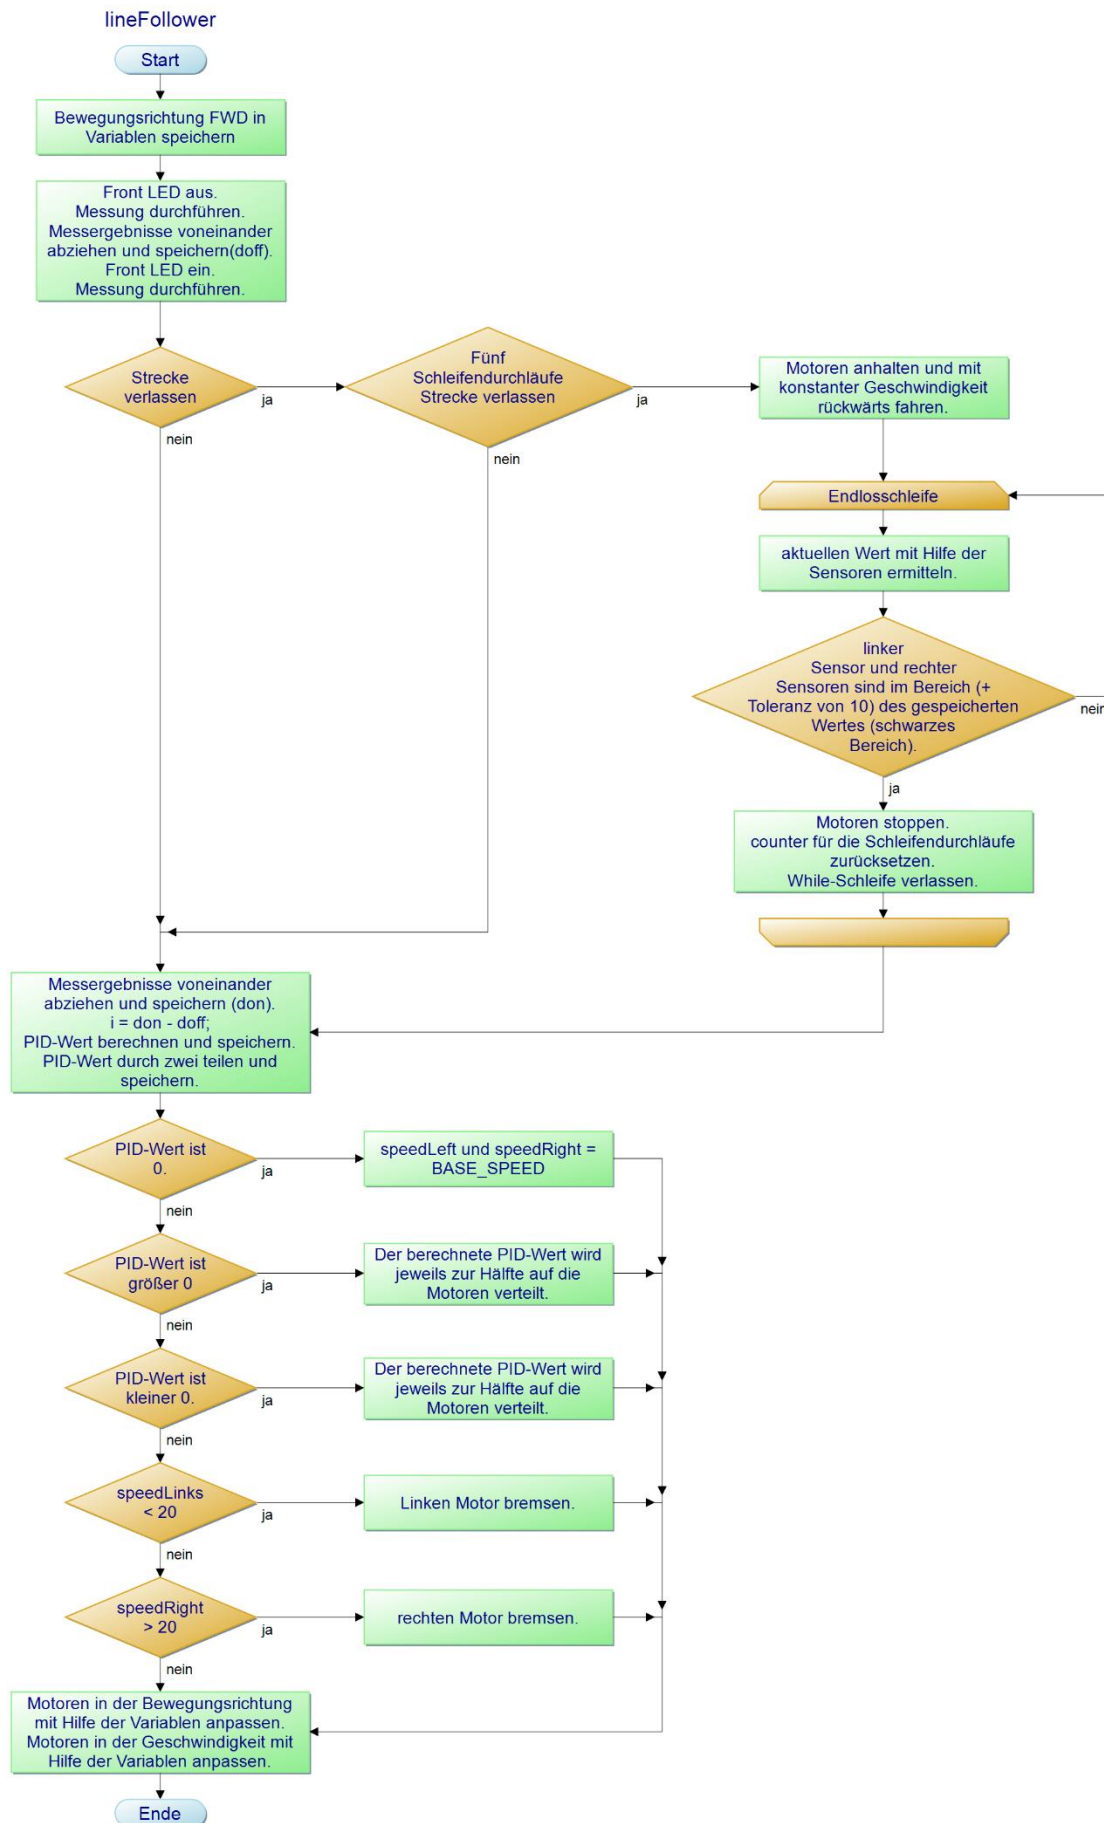 lineFollower
Start
Bewegungsrichtung FWD in
Variablen speichern
Front LED aus.
Messung durchführen.
Messergebnisse voneinander
abziehen und speichern(doff).
Front LED ein.
Messung durchführen.
Strecke
verlassen
ja
nein
Fünf
Schleifendurchläufe
Strecke verlassen
ja
nein
Motoren anhalten und mit
konstanter Geschwindigkeit
rückwärts fahren.
Endlosschleife
aktuellen Wert mit Hilfe der
Sensoren ermitteln.
linker
Sensor und rechter
Sensoren sind im Bereich (+
Toleranz von 10) des gespeicherten
Wertes (schwarzes
Bereich).
nein
ja
Motoren stoppen.
counter für die Schleifendurchläufe
zurücksetzen.
While-Schleife verlassen.
Messergebnisse voneinander
abziehen und speichern (don).
i = don - doff;
PID-Wert berechnen und speichern.
PID-Wert durch zwei teilen und
speichern.
PID-Wert ist
0.
ja
nein
speedLeft und speedRight =
BASE_SPEED
PID-Wert ist
größer 0
ja
nein
Der berechnete PID-Wert wird
jeweils zur Hälfte auf die
Motoren verteilt.
PID-Wert ist
kleiner 0.
ja
nein
Der berechnete PID-Wert wird
jeweils zur Hälfte auf die
Motoren verteilt.
speedLinks
< 20
ja
nein
Linken Motor bremsen.
speedRight
> 20
ja
nein
rechten Motor bremsen.
Motoren in der Bewegungsrichtung
mit Hilfe der Variablen anpassen.
Motoren in der Geschwindigkeit mit
Hilfe der Variablen anpassen.
Ende